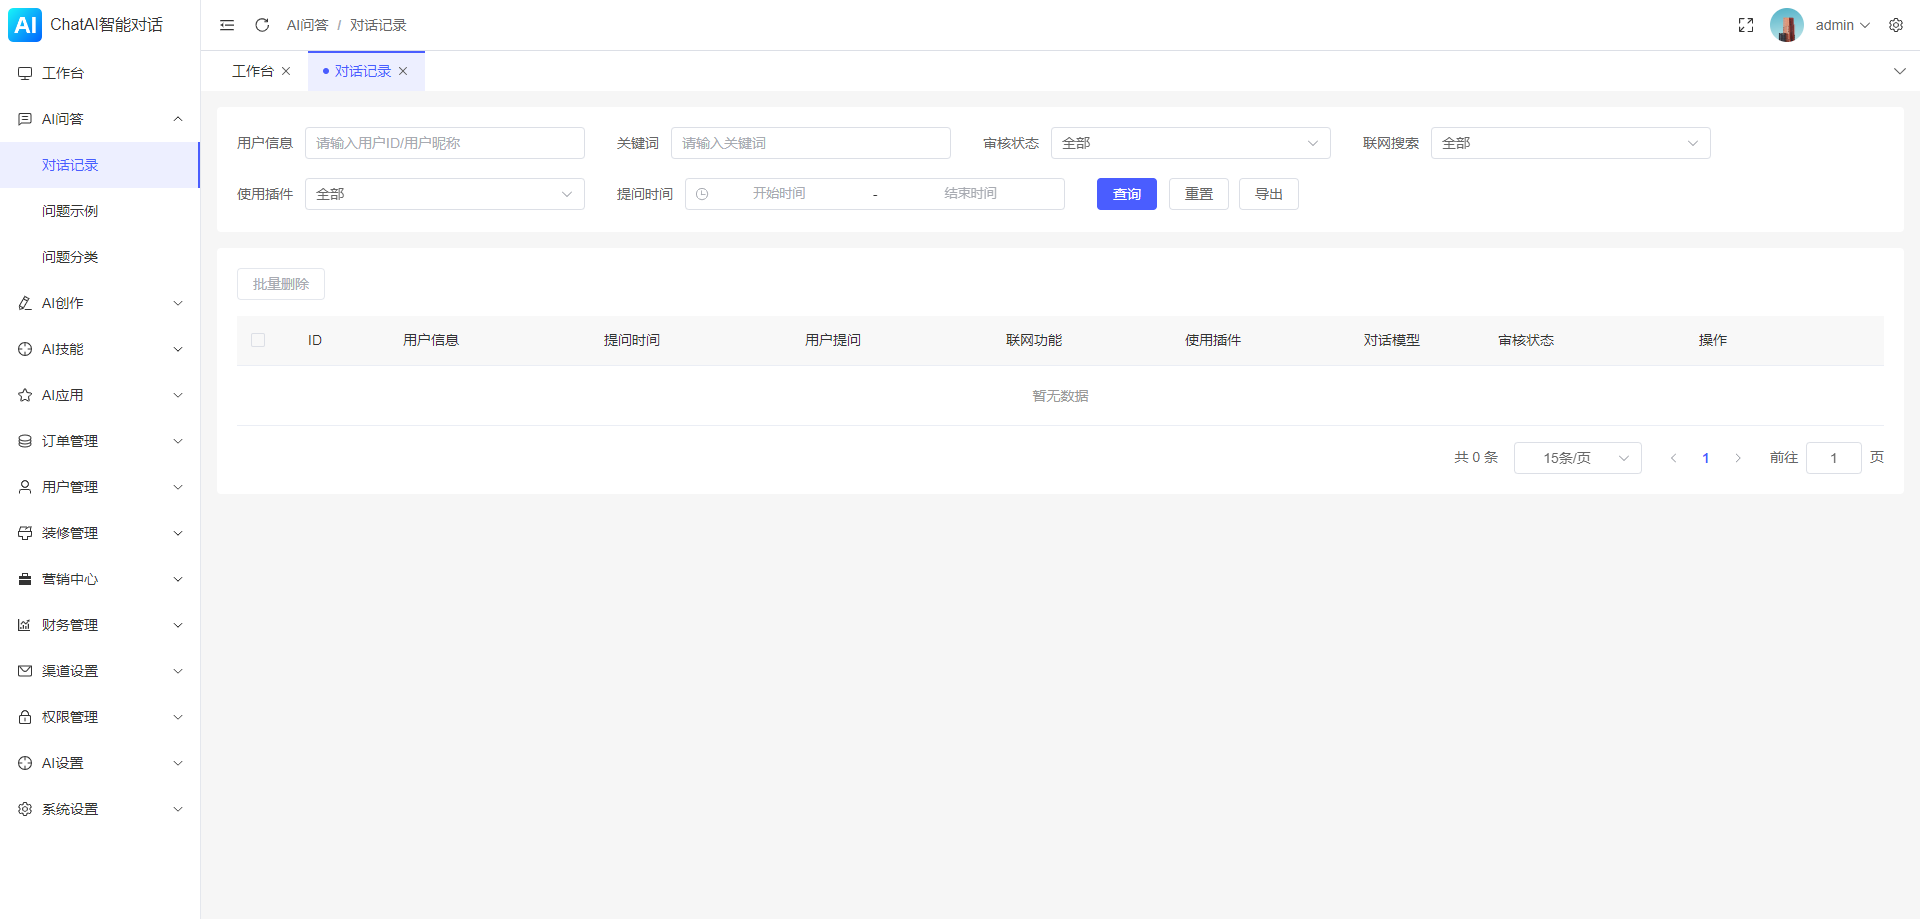 AI ChatAI智能对话
AI问答 / 对话记录
admin
工作台
对话记录
工作台
AI问答
对话记录
问题示例
问题分类
AI创作
AI技能
AI应用
订单管理
用户管理
装修管理
营销中心
财务管理
渠道设置
权限管理
AI设置
系统设置
用户信息 请输入用户ID/用户昵称 关键词 请输入关键词 审核状态 全部 联网搜索 全部
使用插件 全部 提问时间 开始时间 - 结束时间 查询 重置 导出
批量删除
ID 用户信息 提问时间 用户提问 联网功能 使用插件 对话模型 审核状态 操作
暂无数据
共 0 条 15条/页 1 前往 1 页